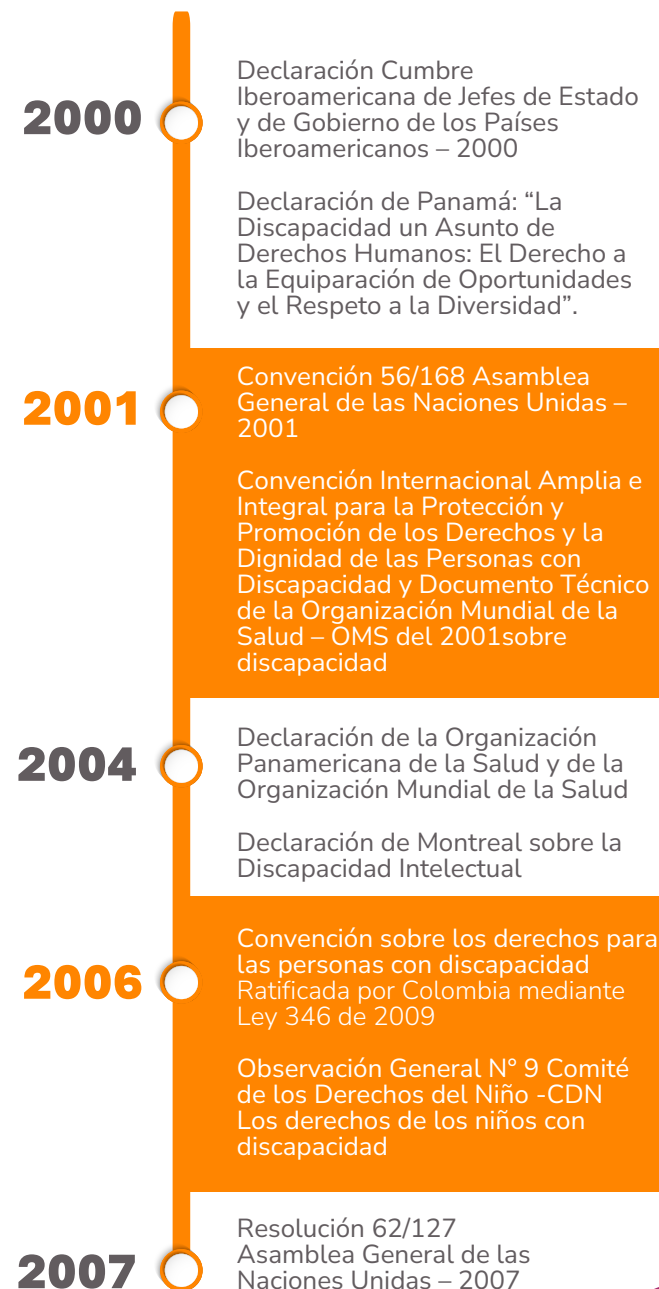 2000
Declaración Cumbre
Iberoamericana de Jefes de Estado
y de Gobierno de los Países
Iberoamericanos – 2000
Declaración de Panamá: “La
Discapacidad un Asunto de
Derechos Humanos: El Derecho a
la Equiparación de Oportunidades
y el Respeto a la Diversidad”.
2001
Convención 56/168 Asamblea
General de las Naciones Unidas –
2001
Convención Internacional Amplia e
Integral para la Protección y
Promoción de los Derechos y la
Dignidad de las Personas con
Discapacidad y Documento Técnico
de la Organización Mundial de la
Salud – OMS del 2001sobre
discapacidad
2004
Declaración de la Organización
Panamericana de la Salud y de la
Organización Mundial de la Salud
Declaración de Montreal sobre la
Discapacidad Intelectual
2006
Convención sobre los derechos para
las personas con discapacidad
Ratificada por Colombia mediante
Ley 346 de 2009
Observación General N° 9 Comité
de los Derechos del Niño -CDN
Los derechos de los niños con
discapacidad
2007
Resolución 62/127
Asamblea General de las
Naciones Unidas – 2007